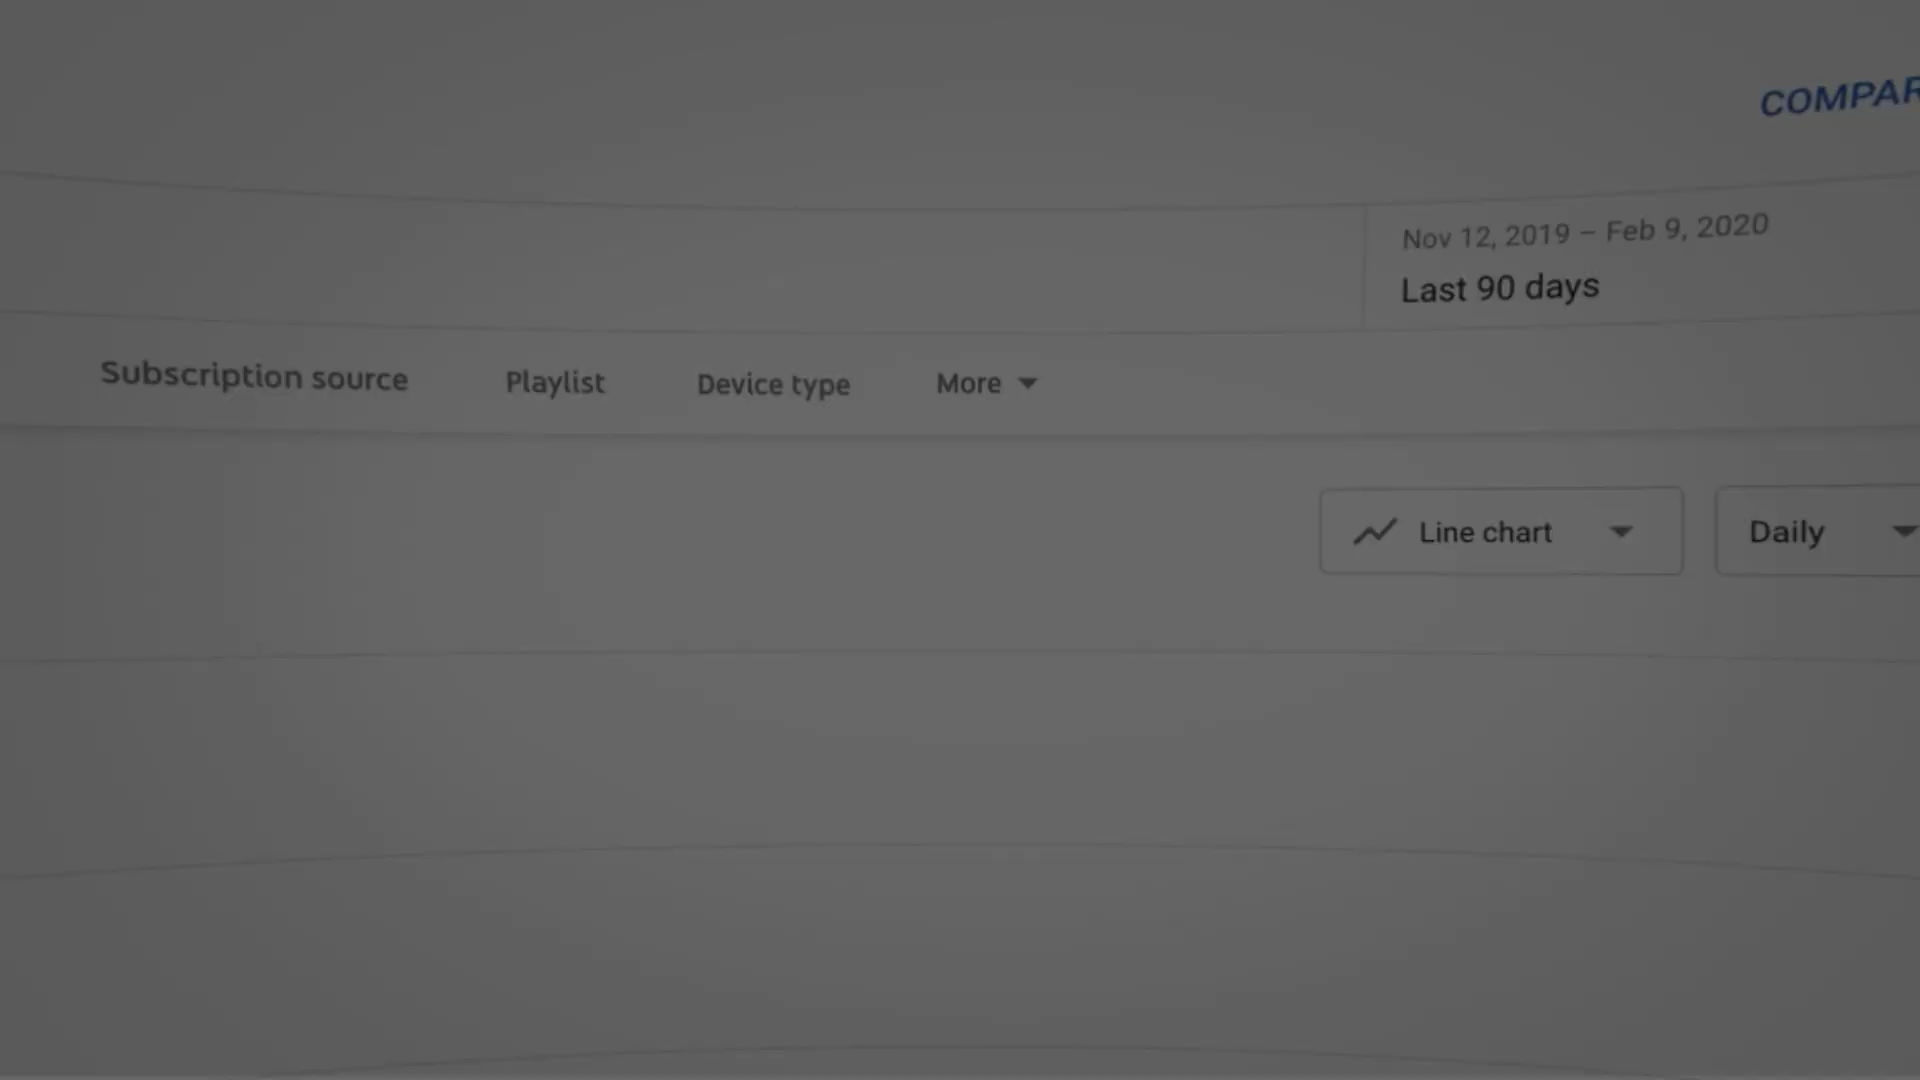 COMPAR
Nov 12, 2019 – Feb 9, 2020
Last 90 days
Subscription source Playlist Device type More
Line chart Daily